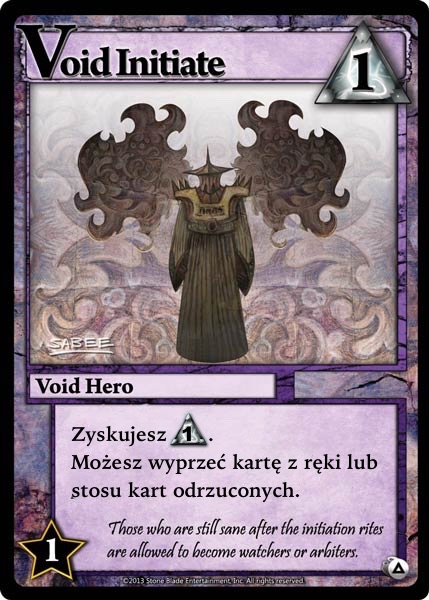 Void Initiate
1
SABEE
Void Hero
Zyskujesz 1.
Możesz wyprzeć kartę z ręki lub
stosu kart odrzuconych.
Those who are still sane after the initiation rites
are allowed to become watchers or arbiters.
1
©2013 Stone Blade Entertainment, Inc. All rights reserved.